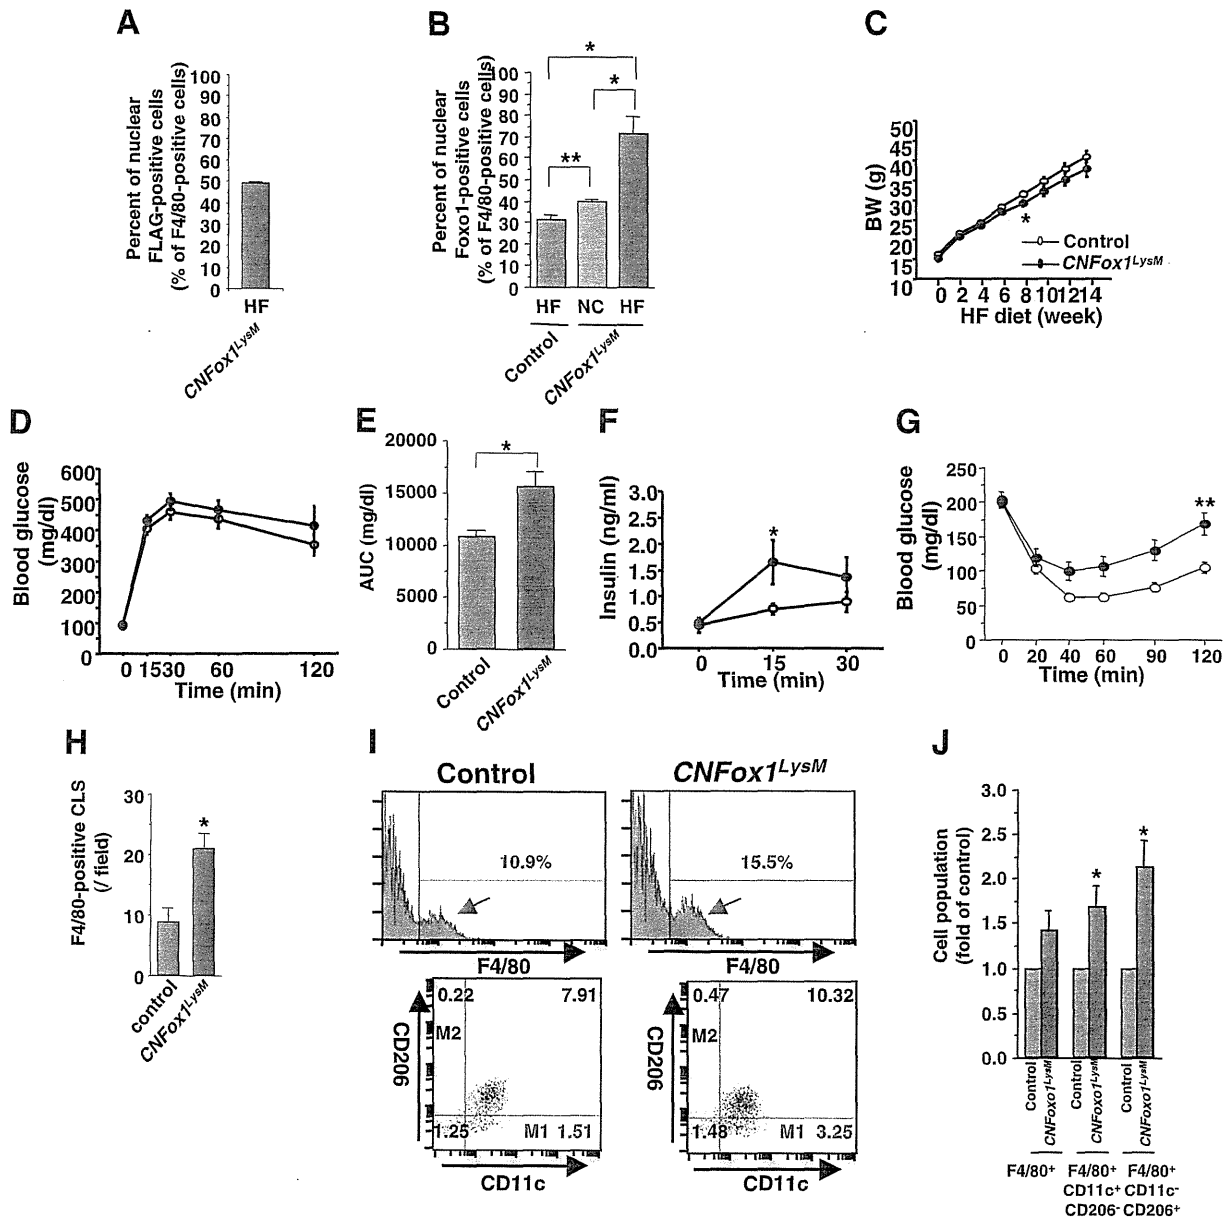 A
Percent of nuclear
FLAG-positive cells
(% of F4/80-positive cells)
100
90
80
70
60
50
40
30
20
10
0
HF
CNFox1LysM
B
Percent of nuclear
Foxo1-positive cells
(% of F4/80-positive cells)
100
90
80
70
60
50
40
30
20
10
0
*
*
**
HF NC HF
Control
CNFox1LysM
C
BW (g)
50
45
40
35
30
25
20
15
10
*
Control
CNFox1LysM
0 2 4 6 8 10 12 14
HF diet (week)
D
Blood glucose
(mg/dl)
600
500
400
300
200
100
0
0 15 30 60 120
Time (min)
E
AUC (mg/dl)
20000
15000
10000
5000
0
*
Control
CNFox1LysM
F
Insulin (ng/ml)
3.0
2.5
2.0
1.5
1.0
0.5
0.0
*
0 15 30
Time (min)
G
Blood glucose
(mg/dl)
250
200
150
100
50
0
**
0 20 40 60 90 120
Time (min)
H
F4/80-positive CLS
(/ field)
30
20
10
0
*
control
CNFox1LysM
I
Control
CNFox1LysM
10.9%
15.5%
F4/80
F4/80
CD206
0.22 7.91
M2
1.25 M1 1.51
CD11c
CD206
0.47 10.32
M2
1.48 M1 3.25
CD11c
J
Cell population
(fold of control)
3.0
2.5
2.0
1.5
1.0
0.5
0.0
*
*
Control
CNFoxo1LysM
Control
CNFoxo1LysM
Control
CNFoxo1LysM
F4/80+
F4/80+
CD11c+
CD206-
F4/80+
CD11c-
CD206+